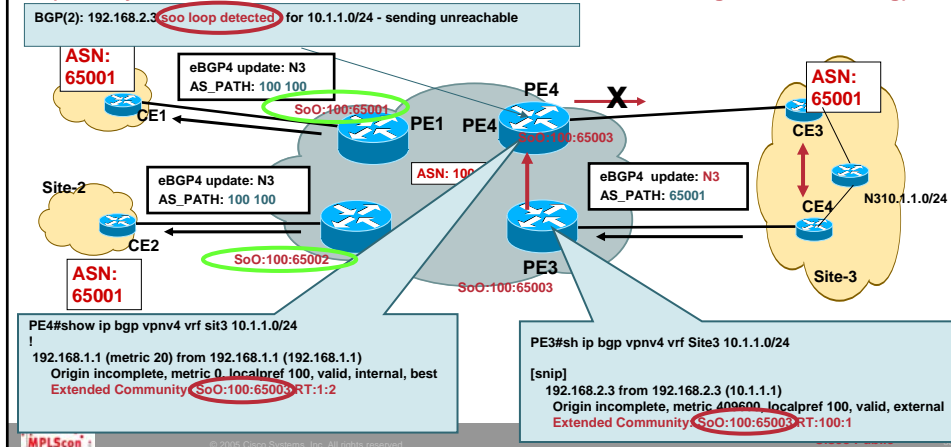 BGP(2): 192.168.2.3 soo loop detected for 10.1.1.0/24 - sending unreachable
ASN:
65001
CE1
eBGP4 update: N3
AS_PATH: 100 100
SoO:100:65001
PE1
PE4
PE4
SoO:100:65003
X
ASN:
65001
CE3
ASN: 100
eBGP4 update: N3
AS_PATH: 65001
CE4
N310.1.1.0/24
Site-3
Site-2
CE2
ASN:
65001
eBGP4 update: N3
AS_PATH: 100 100
SoO:100:65002
PE3
SoO:100:65003
PE4#show ip bgp vpnv4 vrf sit3 10.1.1.0/24
!
192.168.1.1 (metric 20) from 192.168.1.1 (192.168.1.1)
Origin incomplete, metric 0, localpref 100, valid, internal, best
Extended Community: SoO:100:65003 RT:1:2
PE3#sh ip bgp vpnv4 vrf Site3 10.1.1.0/24
[snip]
192.168.2.3 from 192.168.2.3 (10.1.1.1)
Origin incomplete, metric 409600, localpref 100, valid, external
Extended Community: SoO:100:65003 RT:100:1
MPLScon
© 2005 Cisco Systems, Inc. All rights reserved.